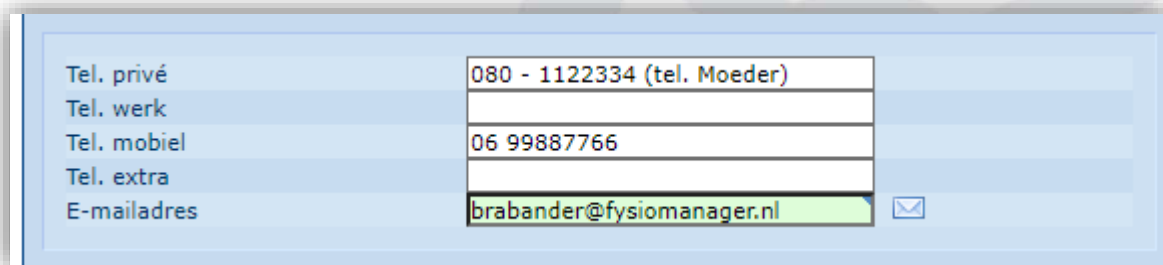 Tel. privé 080 - 1122334 (tel. Moeder)
Tel. werk
Tel. mobiel 06 99887766
Tel. extra
E-mailadres brabander@fysiomanager.nl